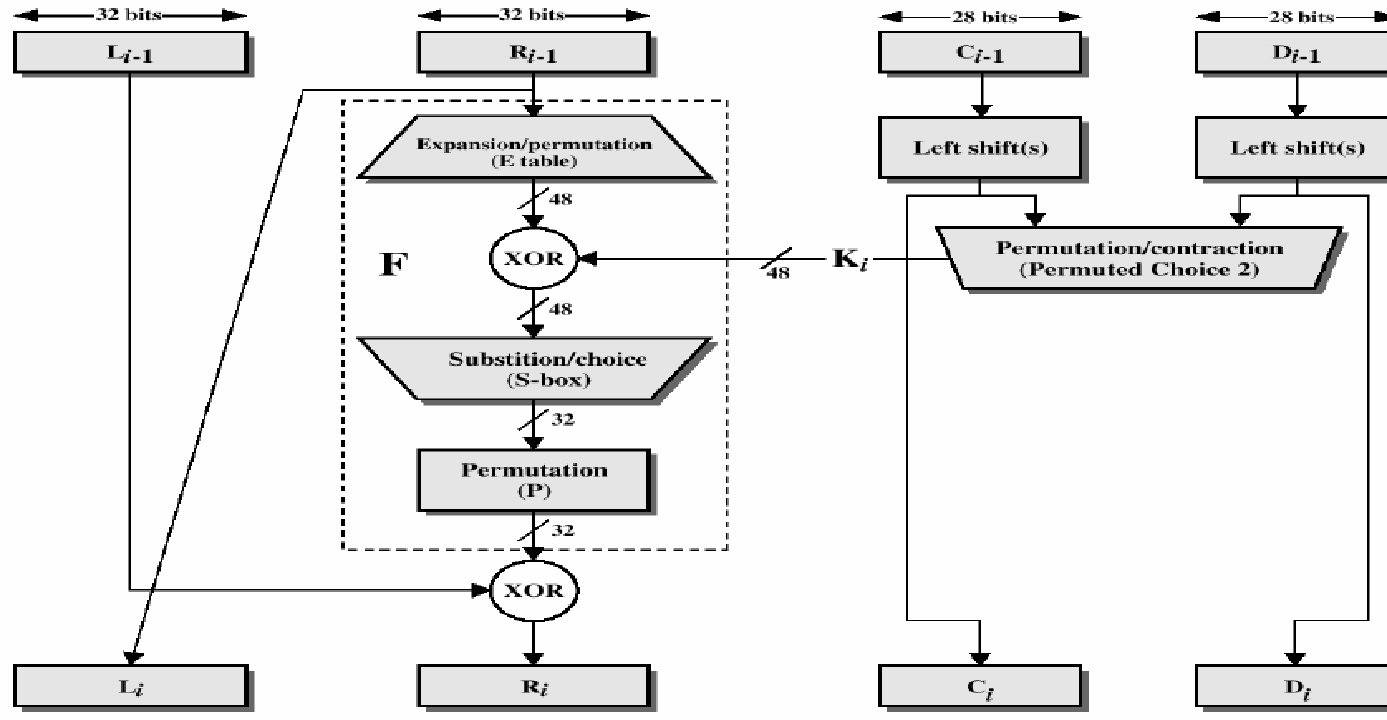 32 bits
32 bits
28 bits
28 bits
Li-1
Ri-1
Ci-1
Di-1
Expansion/permutation
(E table)
Left shift(s)
Left shift(s)
48
F
XOR
48
Ki
Permutation/contraction
(Permuted Choice 2)
48
Substition/choice
(S-box)
32
Permutation
(P)
32
XOR
Li
Ri
Ci
Di